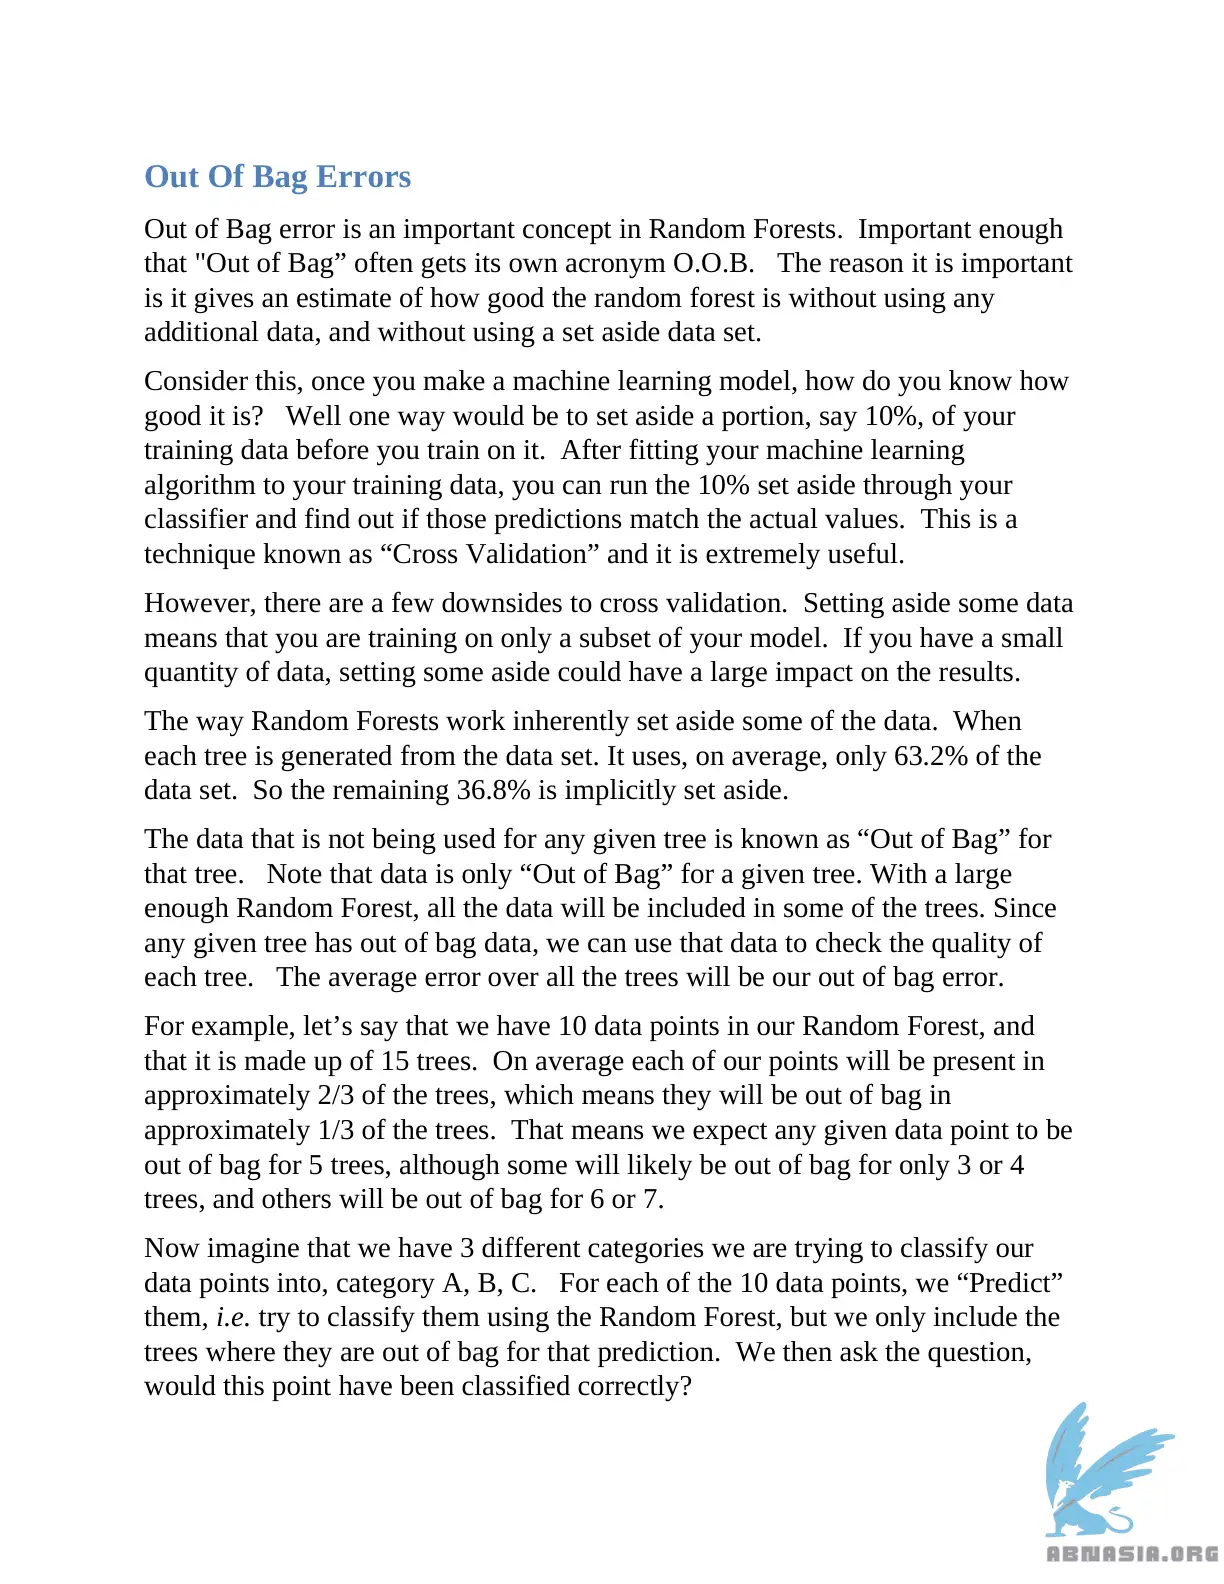 Out Of Bag Errors
Out of Bag error is an important concept in Random Forests.  Important enough
that "Out of Bag” often gets its own acronym O.O.B.   The reason it is important
is it gives an estimate of how good the random forest is without using any
additional data, and without using a set aside data set.
Consider this, once you make a machine learning model, how do you know how
good it is?   Well one way would be to set aside a portion, say 10%, of your
training data before you train on it.  After fitting your machine learning
algorithm to your training data, you can run the 10% set aside through your
classifier and find out if those predictions match the actual values.  This is a
technique known as “Cross Validation” and it is extremely useful.
However, there are a few downsides to cross validation.  Setting aside some data
means that you are training on only a subset of your model.  If you have a small
quantity of data, setting some aside could have a large impact on the results.
The way Random Forests work inherently set aside some of the data.  When
each tree is generated from the data set. It uses, on average, only 63.2% of the
data set.  So the remaining 36.8% is implicitly set aside.
The data that is not being used for any given tree is known as “Out of Bag” for
that tree.   Note that data is only “Out of Bag” for a given tree. With a large
enough Random Forest, all the data will be included in some of the trees. Since
any given tree has out of bag data, we can use that data to check the quality of
each tree.   The average error over all the trees will be our out of bag error.
For example, let’s say that we have 10 data points in our Random Forest, and
that it is made up of 15 trees.  On average each of our points will be present in
approximately 2/3 of the trees, which means they will be out of bag in
approximately 1/3 of the trees.  That means we expect any given data point to be
out of bag for 5 trees, although some will likely be out of bag for only 3 or 4
trees, and others will be out of bag for 6 or 7.
Now imagine that we have 3 different categories we are trying to classify our
data points into, category A, B, C.   For each of the 10 data points, we “Predict”
them, i.e. try to classify them using the Random Forest, but we only include the
trees where they are out of bag for that prediction.  We then ask the question,
would this point have been classified correctly?
ABNASIA.ORG